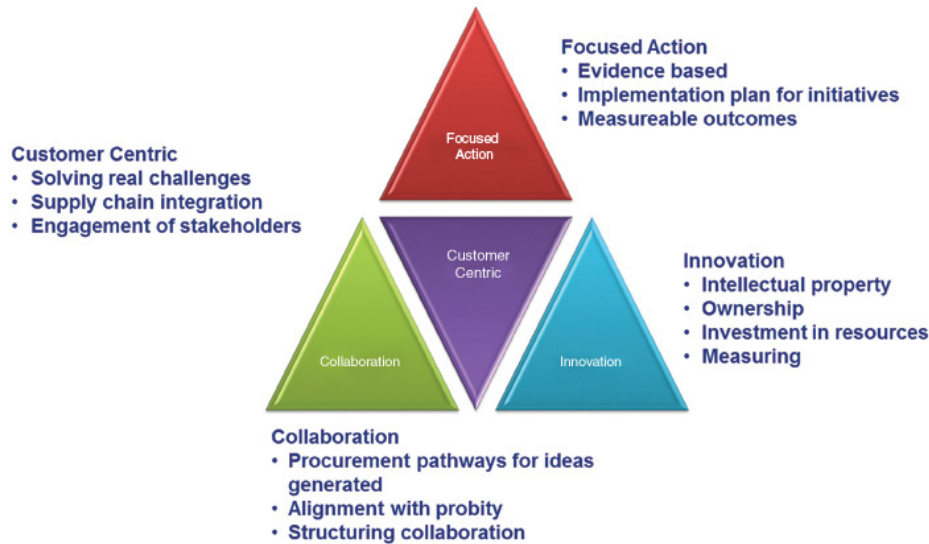 Focused Action
• Evidence based
• Implementation plan for initiatives
• Measureable outcomes
Focused
Action
Customer Centric
• Solving real challenges
• Supply chain integration
• Engagement of stakeholders
Customer
Centric
Innovation
• Intellectual property
• Ownership
• Investment in resources
• Measuring
Collaboration
Innovation
Collaboration
• Procurement pathways for ideas
generated
• Alignment with probity
• Structuring collaboration